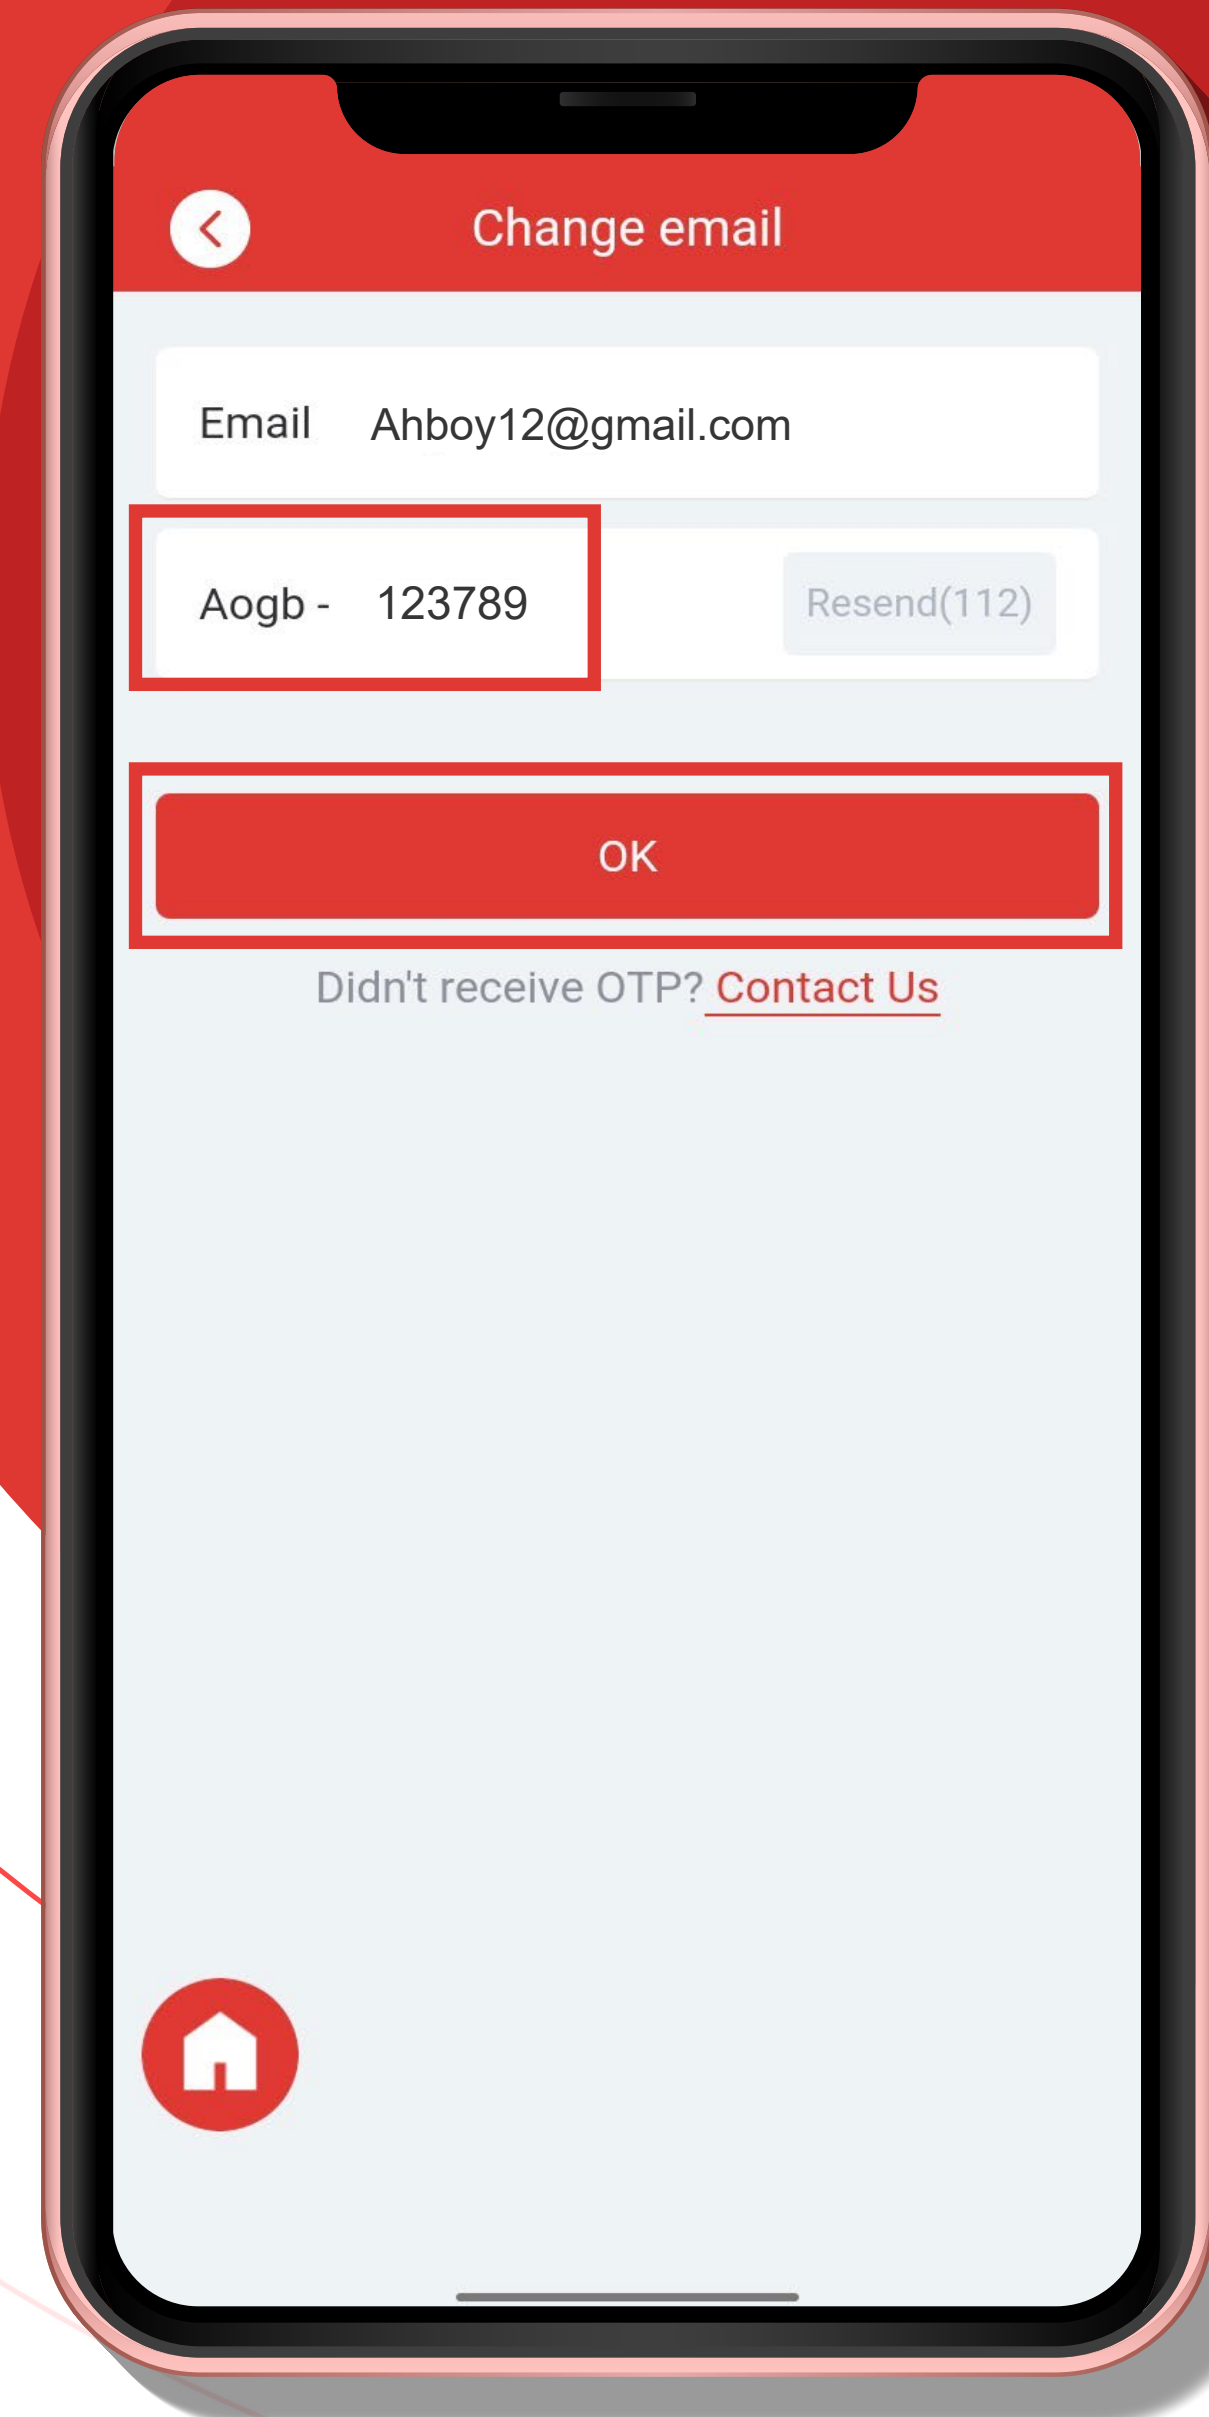 Change email
Email Ahboy12@gmail.com
Aogb - 123789 Resend(112)
OK
Didn't receive OTP? Contact Us